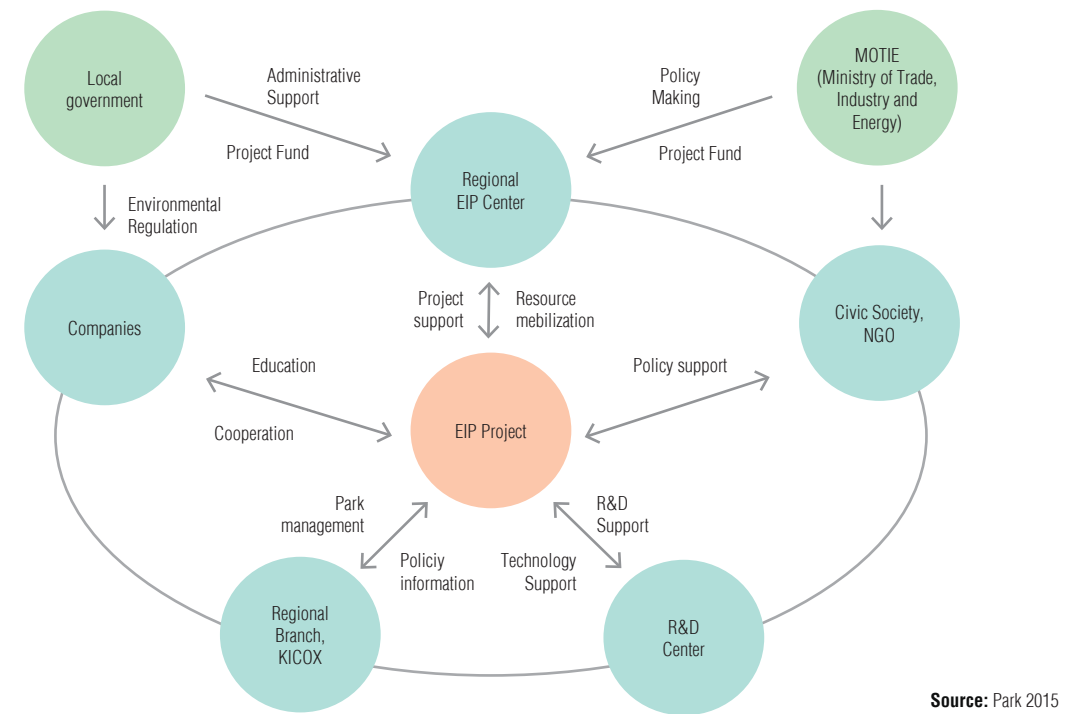 Local
government
Administrative
Support
Project Fund
Policy
Making
Project Fund
MOTIE
(Ministry of Trade,
Industry and
Energy)
Regional
EIP Center
Environmental
Regulation
Companies
Project
support
Resource
mebilization
Civic Society,
NGO
Education
Cooperation
EIP Project
Policy support
Park
management
Policiy
information
R&D
Support
Technology
Support
Regional
Branch,
KICOX
R&D
Center
Source: Park 2015